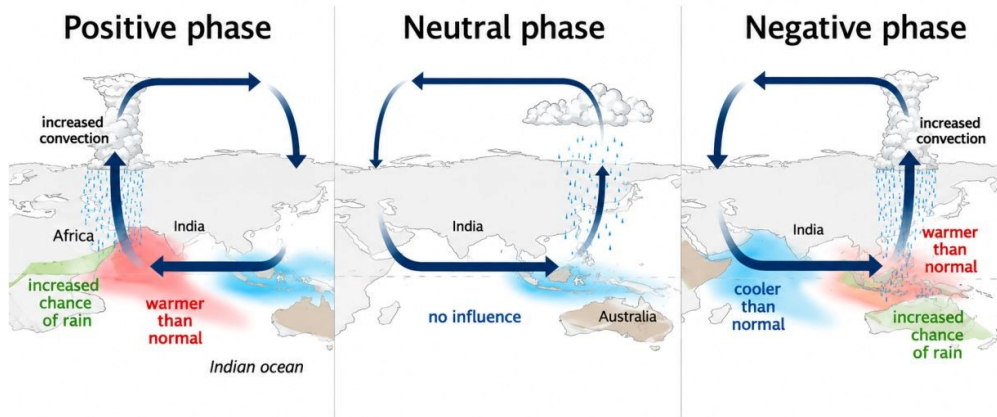 Positive phase
increased
convection
Africa
India
increased
chance
of rain
warmer
than
normal
Indian ocean
Neutral phase
India
no influence
Australia
Negative phase
increased
convection
India
warmer
than
normal
cooler
than
normal
increased
chance
of rain